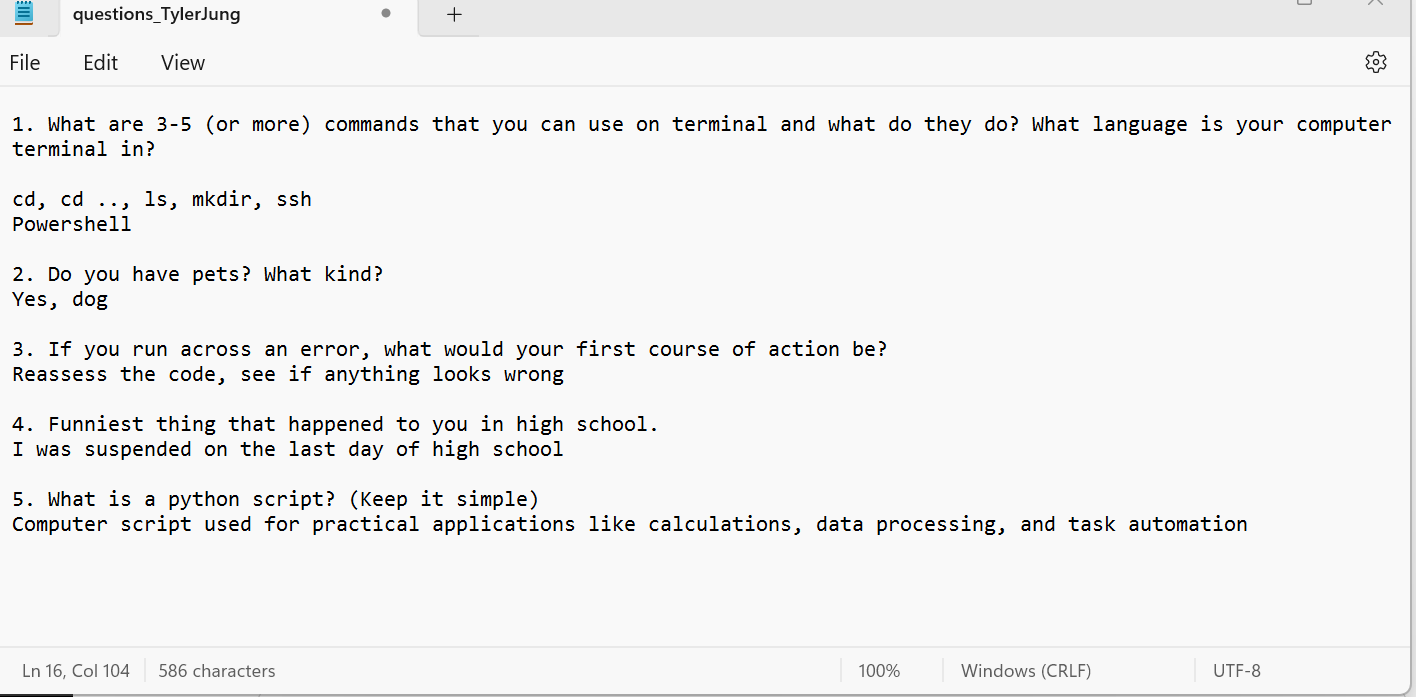 questions_TylerJung
File Edit View
1. What are 3-5 (or more) commands that you can use on terminal and what do they do? What language is your computer
terminal in?
cd, cd .., ls, mkdir, ssh
Powershell
2. Do you have pets? What kind?
Yes, dog
3. If you run across an error, what would your first course of action be?
Reassess the code, see if anything looks wrong
4. Funniest thing that happened to you in high school.
I was suspended on the last day of high school
5. What is a python script? (Keep it simple)
Computer script used for practical applications like calculations, data processing, and task automation
Ln 16, Col 104 586 characters 100% Windows (CRLF) UTF-8